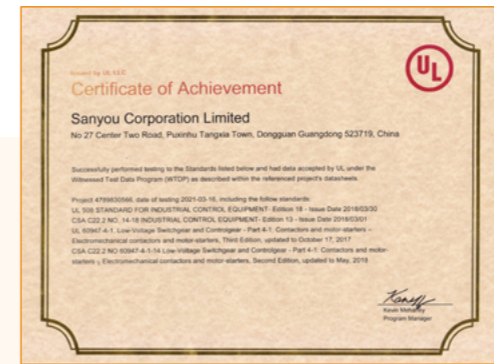 Issued by UL LLC
UL
Certificate of Achievement
Sanyou Corporation Limited
No 27 Center Two Road, Puxinhu Tangxia Town, Dongguan Guangdong 523719, China
Successfully performed testing to the Standards listed below and had data accepted by UL under the
Witnessed Test Data Program (WTDP) as described within the referenced project's datasheets.
Project 4789830566, date of testing 2021-03-16, including the follow standards:
UL 508 STANDARD FOR INDUSTRIAL CONTROL EQUIPMENT- Edition 18 - Issue Date 2018/03/30
CSA C22.2 NO. 14-18 INDUSTRIAL CONTROL EQUIPMENT- Edition 13 - Issue Date 2018/03/01
UL 60947-4-1, Low-Voltage Switchgear and Controlgear - Part 4-1: Contactors and motor-starters –
Electromechanical contactors and motor-starters, Third Edition, updated to October 17, 2017
CSA C22.2 NO 60947-4-1-14 Low-Voltage Switchgear and Controlgear - Part 4-1: Contactors and motor-
starters - Electromechanical contactors and motor-starters, Second Edition, updated to May, 2018
Kevin
Program Manager